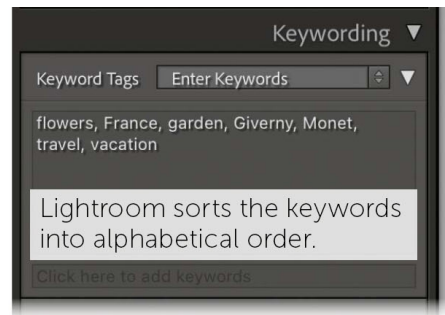 Keywording ▼
Keyword Tags Enter Keywords ▼
flowers, France, garden, Giverny, Monet,
travel, vacation
Lightroom sorts the keywords
into alphabetical order.
Click here to add keywords